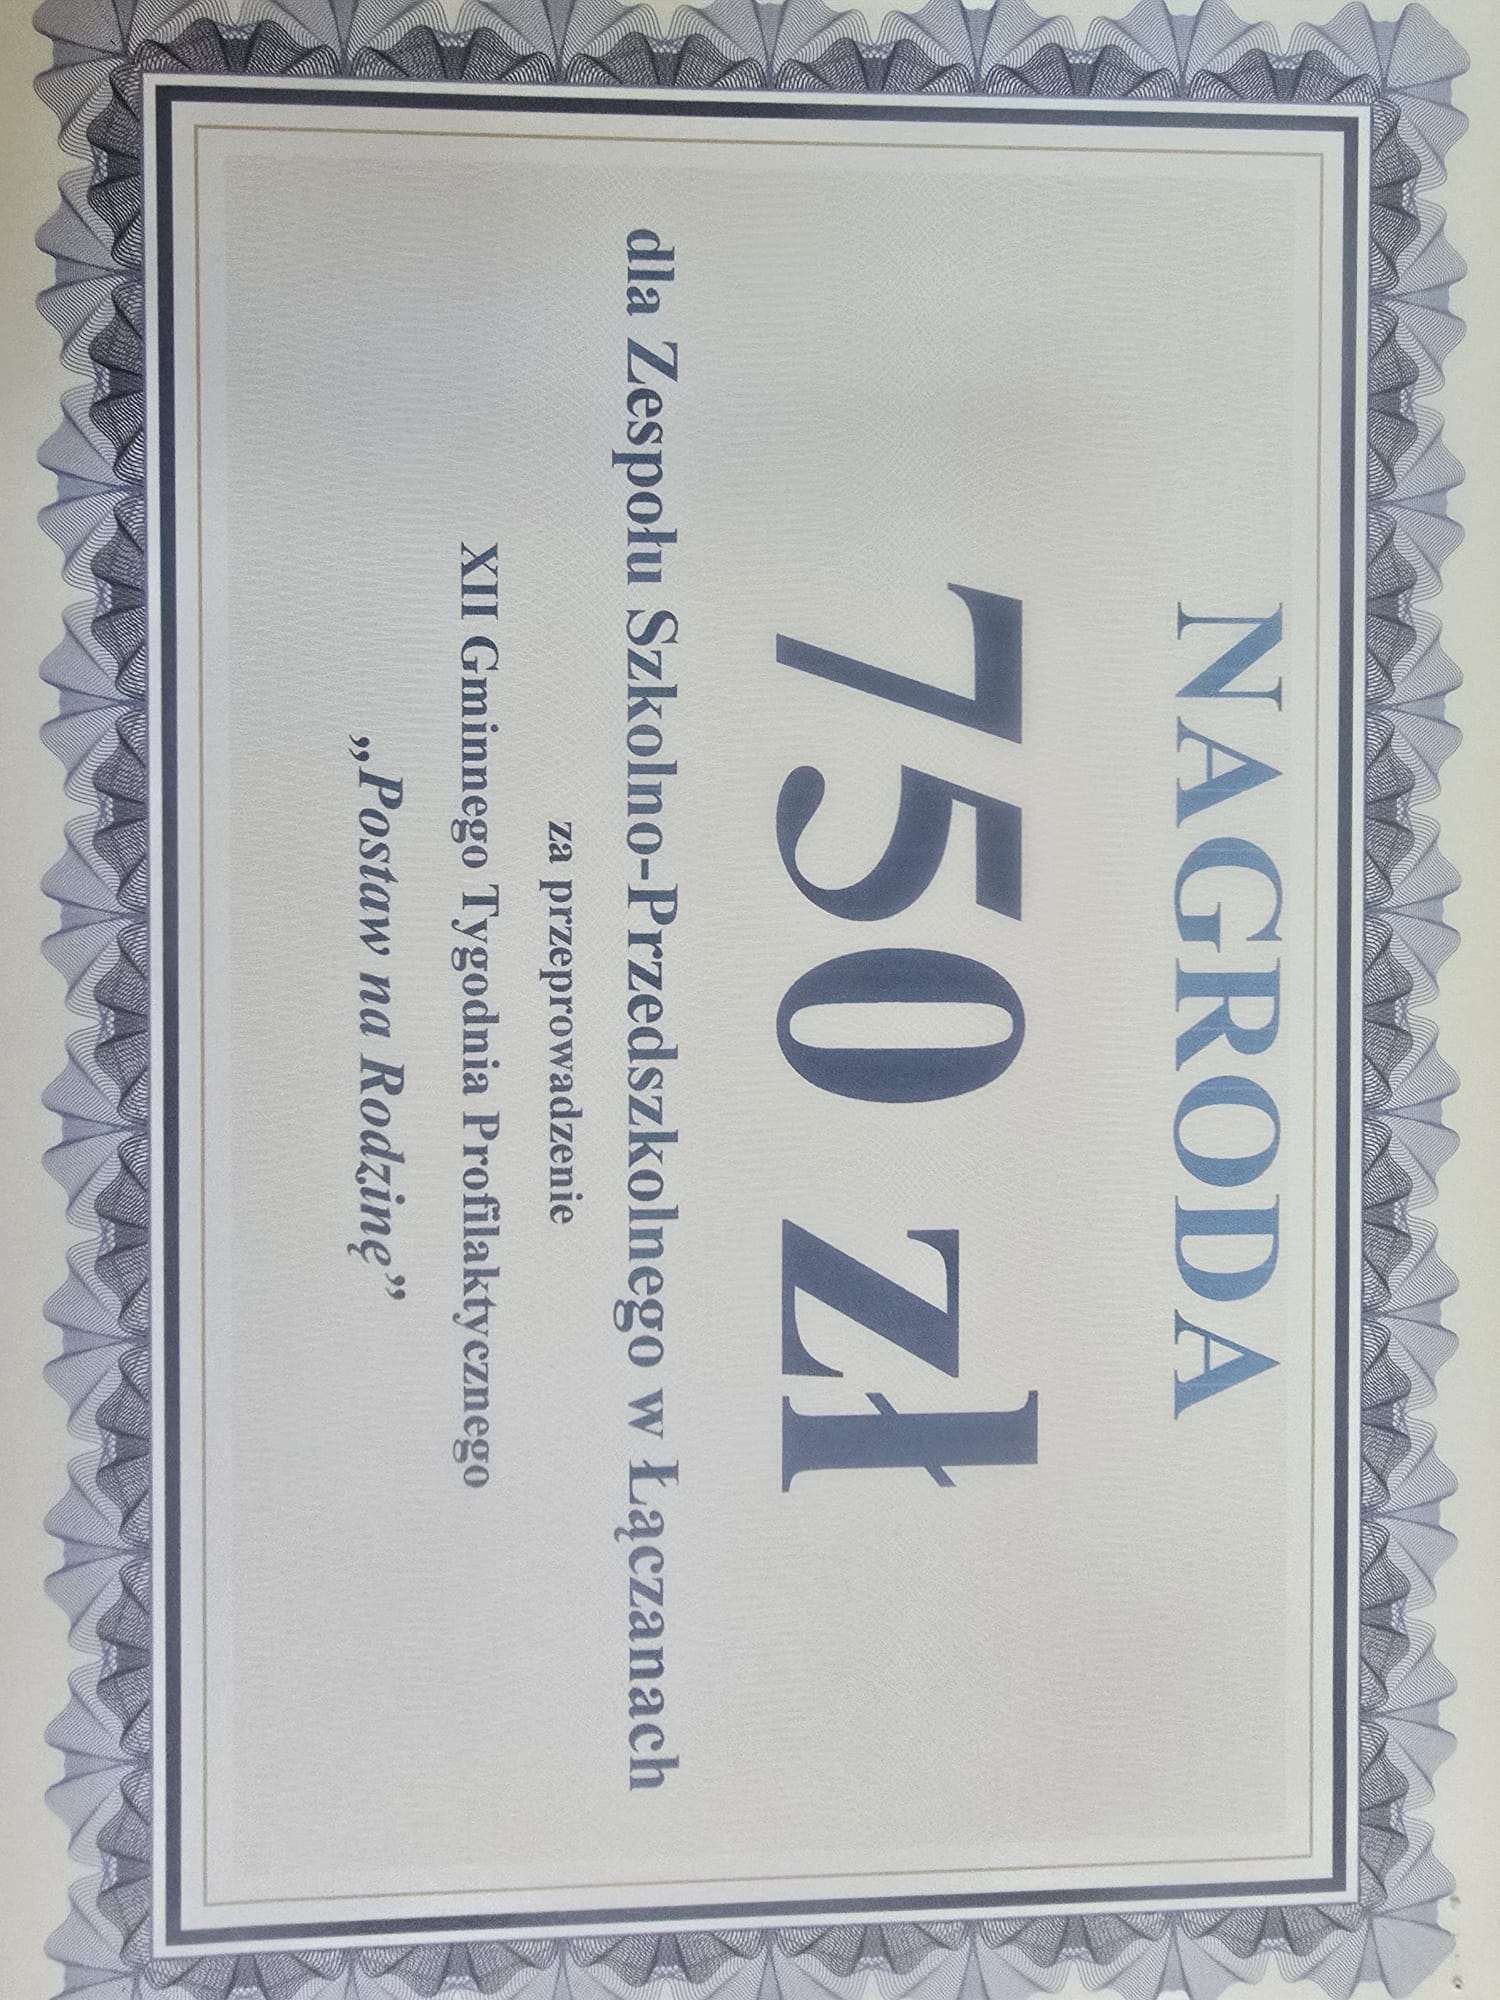 NAGRODA
750 zł
dla Zespołu Szkolno-Przedszkolnego w Łączanach
za przeprowadzenie
XII Gminnego Tygodnia Profilaktycznego
„Postaw na Rodzinę”